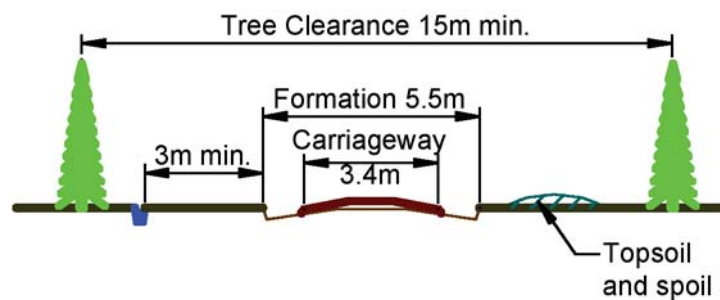 Tree Clearance 15m min.
Formation 5.5m
Carriageway
3m min.
3.4m
Topsoil
and spoil